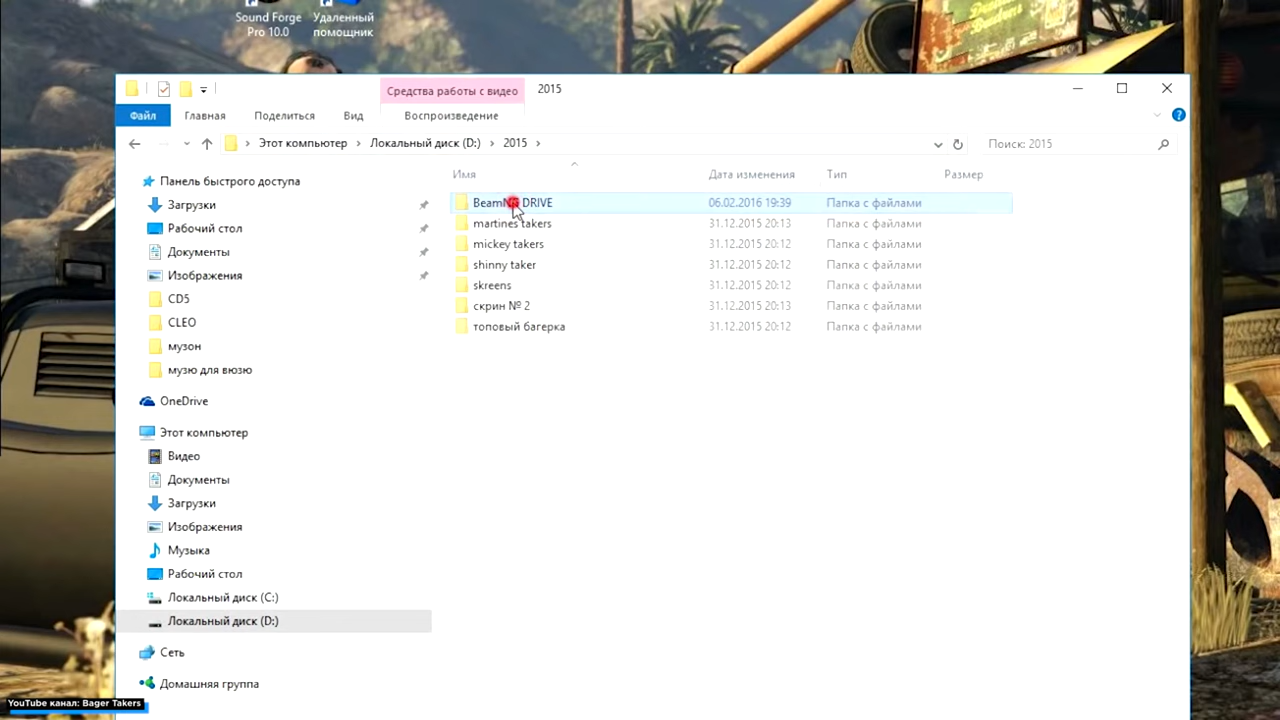 Sound Forge
Pro 10.0
Удаленный
помощник
Средства работы с видео
2015
Файл
Главная
Поделиться
Вид
Воспроизведение
Этот компьютер
Локальный диск (D:)
2015
Поиск: 2015
Имя
Дата изменения
Тип
Размер
Панель быстрого доступа
Загрузки
Рабочий стол
Документы
Изображения
CD5
CLEO
музон
музю для вюзю
OneDrive
Этот компьютер
Видео
Документы
Загрузки
Изображения
Музыка
Рабочий стол
Локальный диск (C:)
Локальный диск (D:)
Сеть
Домашняя группа
BeamNG DRIVE 06.02.2016 19:39 Папка с файлами
martines takers 31.12.2015 20:13 Папка с файлами
mickey takers 31.12.2015 20:12 Папка с файлами
shinny taker 31.12.2015 20:12 Папка с файлами
skreens 31.12.2015 20:12 Папка с файлами
скрин № 2 31.12.2015 20:13 Папка с файлами
топовый багерка 31.12.2015 20:12 Папка с файлами
YouTube канал: Bager Takers